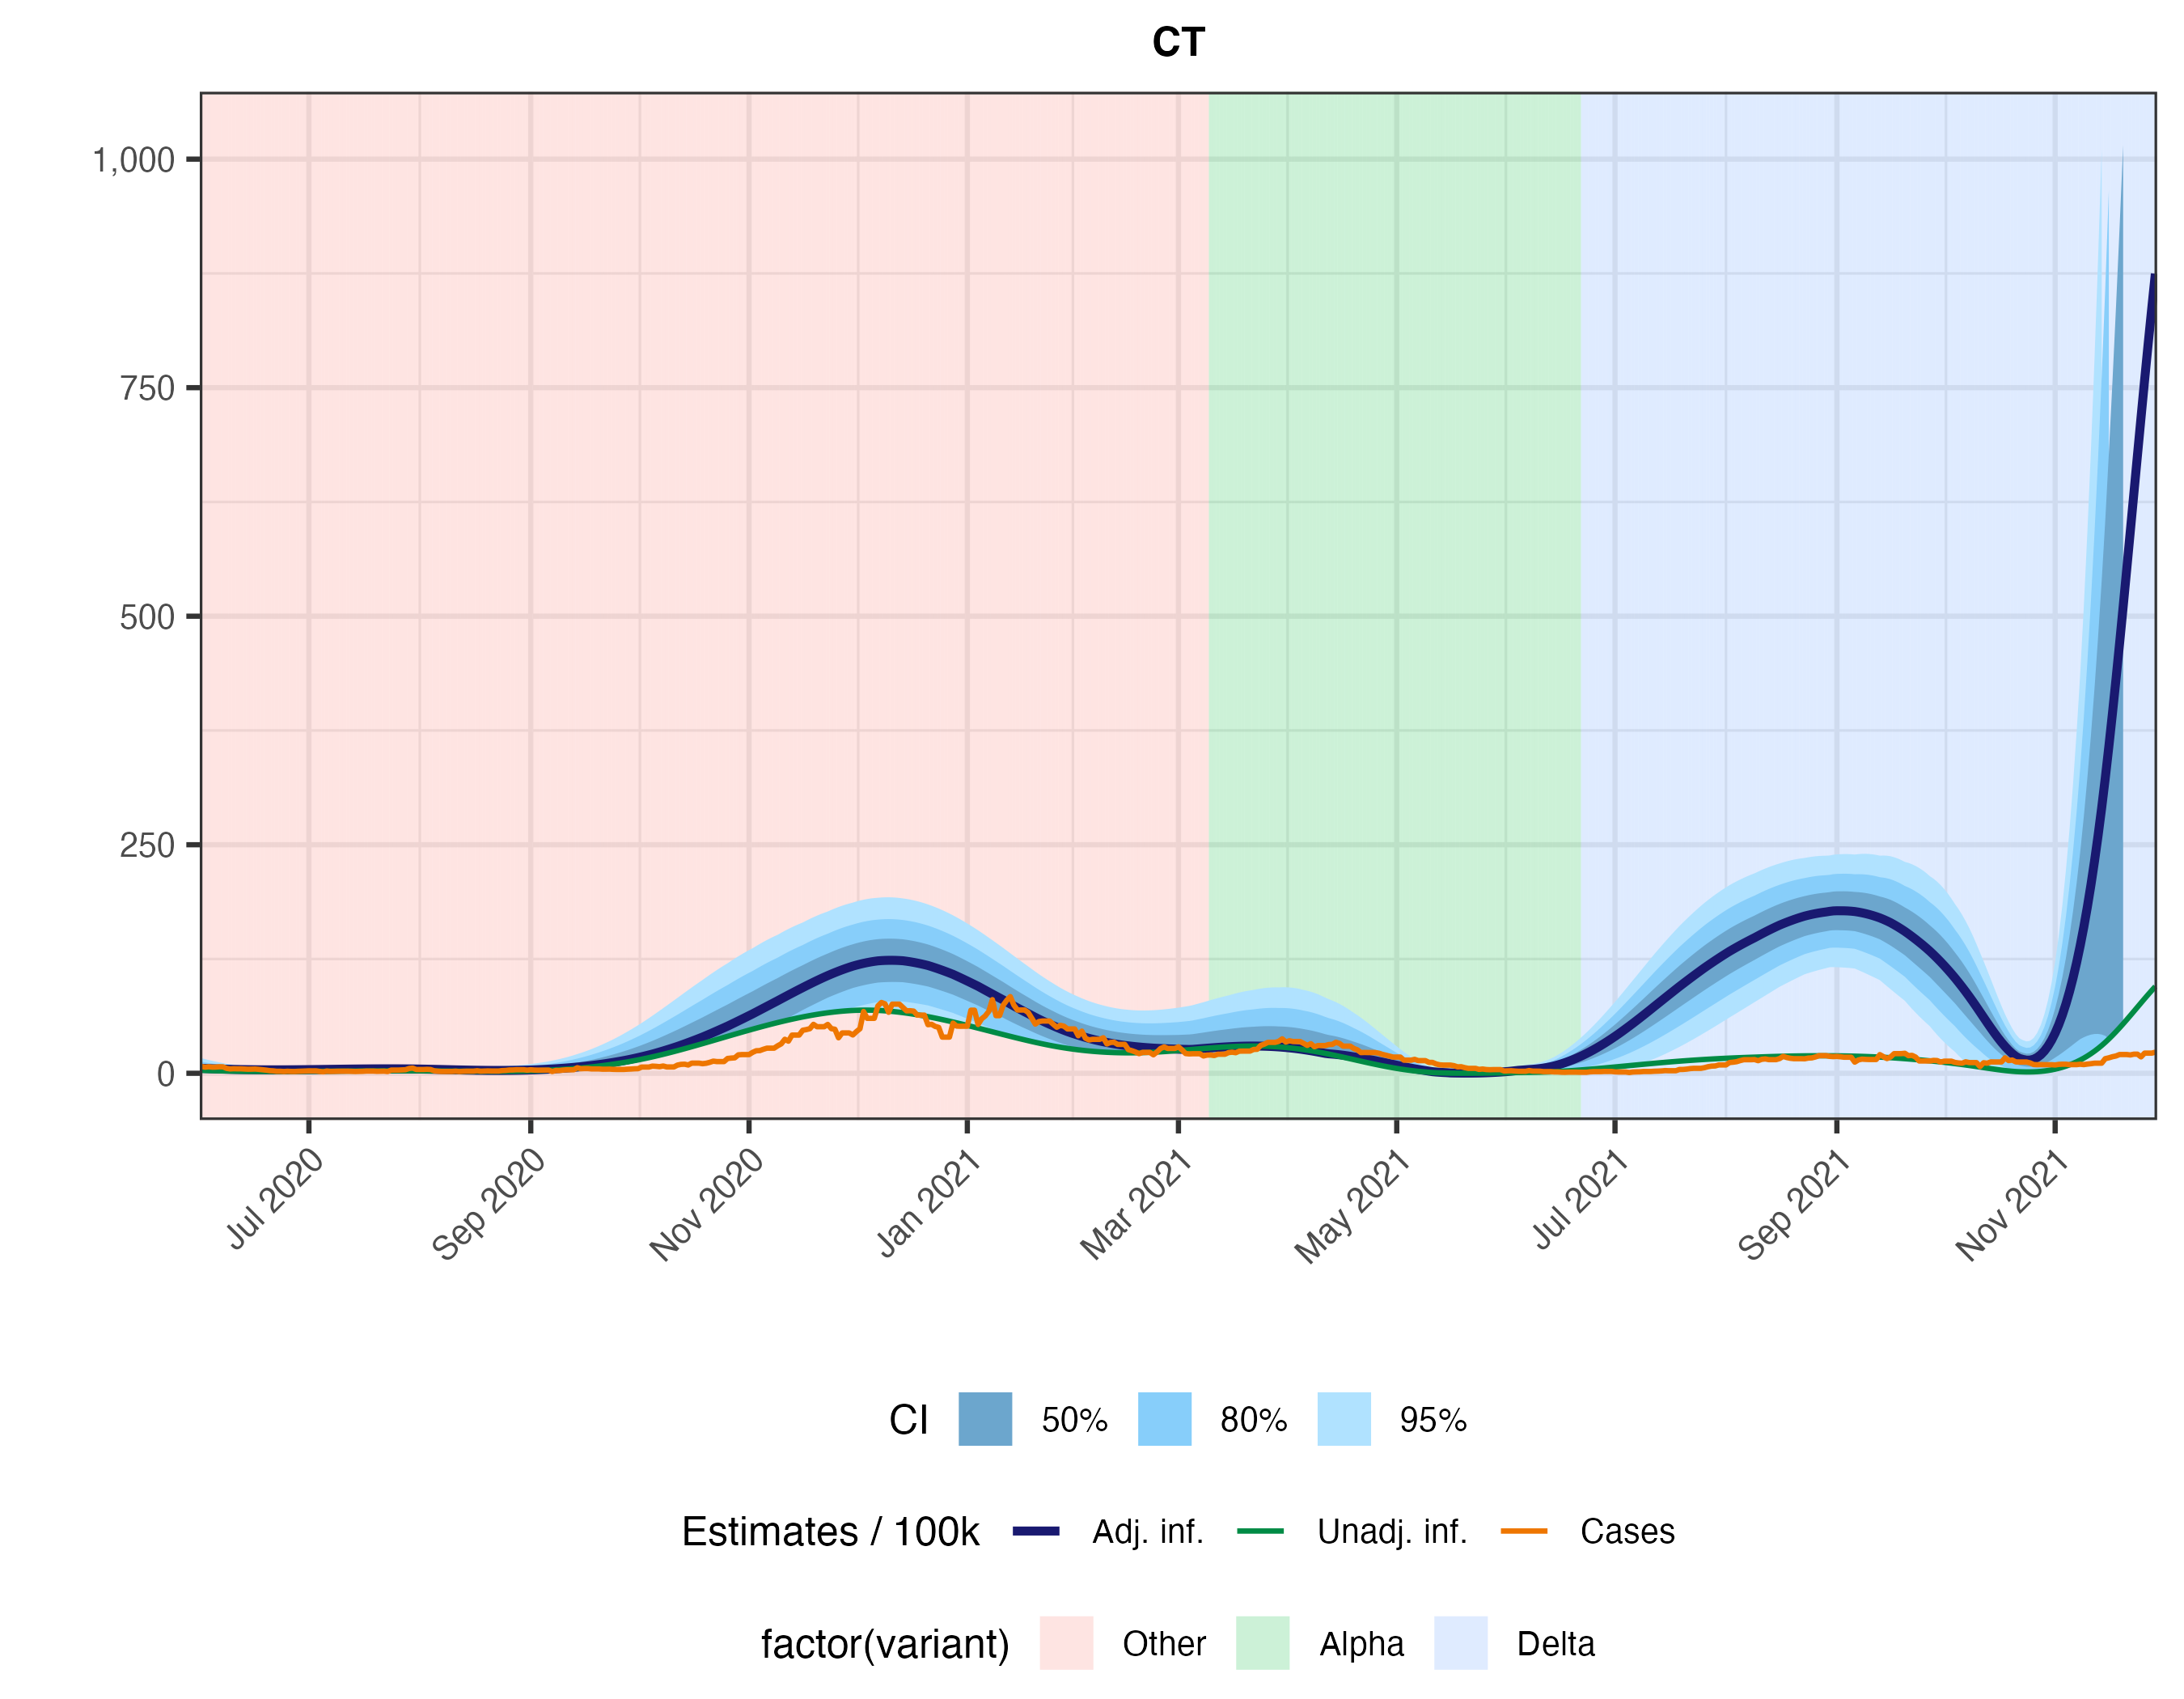 CT
1,000
750
500
250
0
Jul 2020
Sep 2020
Nov 2020
Jan 2021
Mar 2021
May 2021
Jul 2021
Sep 2021
Nov 2021
CI 50% 80% 95%
Estimates / 100k Adj. inf. Unadj. inf. Cases
factor(variant) Other Alpha Delta